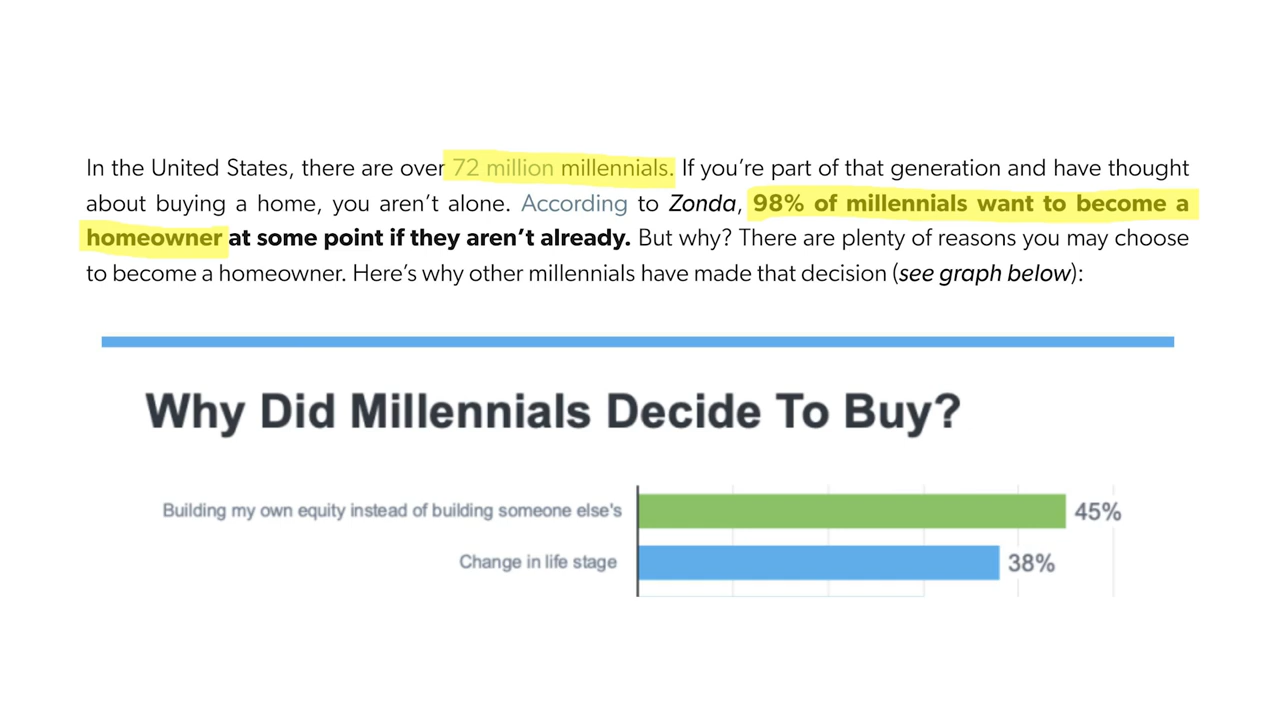 In the United States, there are over 72 million millennials. If you’re part of that generation and have thought
about buying a home, you aren’t alone. According to Zonda, 98% of millennials want to become a
homeowner at some point if they aren’t already. But why? There are plenty of reasons you may choose
to become a homeowner. Here’s why other millennials have made that decision (see graph below):
Why Did Millennials Decide To Buy?
Building my own equity instead of building someone else's 45%
Change in life stage 38%